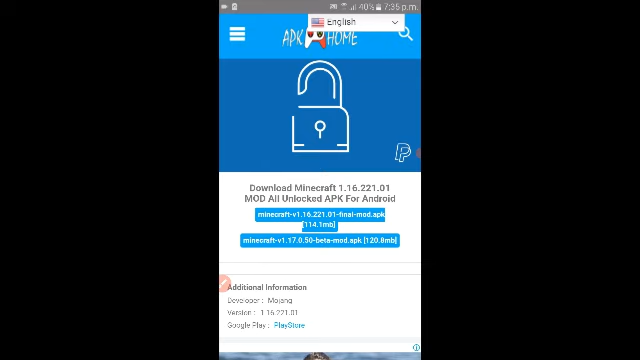 40% 7:35 p.m.
English
APK HOME
Download Minecraft 1.16.221.01
MOD All Unlocked APK For Android
minecraft-v1.16.221.01-final-mod.apk
[114.1mb]
minecraft-v1.17.0.50-beta-mod.apk [120.8mb]
Additional Information
Developer : Mojang
Version : 1.16.221.01
Google Play : PlayStore